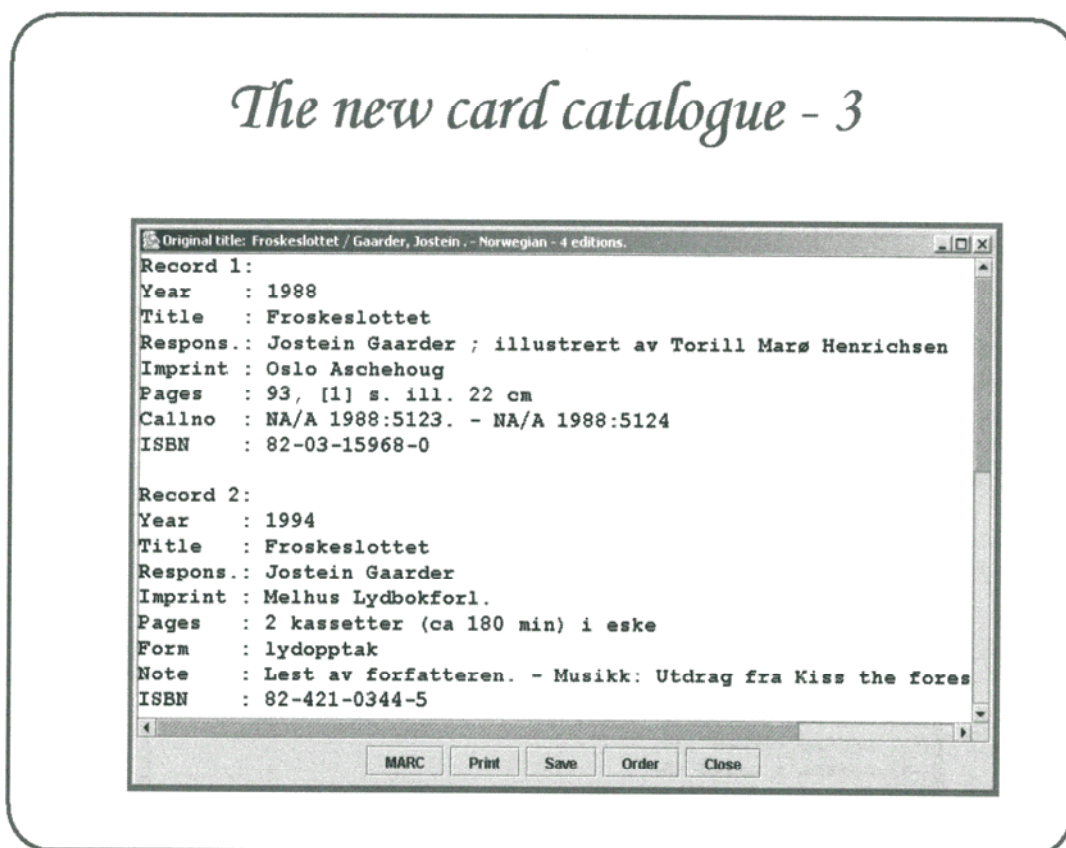 The new card catalogue - 3
Original title: Froskeslottet / Gaarder, Jostein . - Norwegian - 4 editions.
Record 1:
Year : 1988
Title : Froskeslottet
Respons.: Jostein Gaarder ; illustrert av Torill Marø Henrichsen
Imprint : Oslo Aschehoug
Pages : 93, [1] s. ill. 22 cm
Callno : NA/A 1988:5123. - NA/A 1988:5124
ISBN : 82-03-15968-0
Record 2:
Year : 1994
Title : Froskeslottet
Respons.: Jostein Gaarder
Imprint : Melhus Lydbokforl.
Pages : 2 kassetter (ca 180 min) i eske
Form : lydopptak
Note : Lest av forfatteren. - Musikk: Utdrag fra Kiss the fores
ISBN : 82-421-0344-5
MARC Print Save Order Close